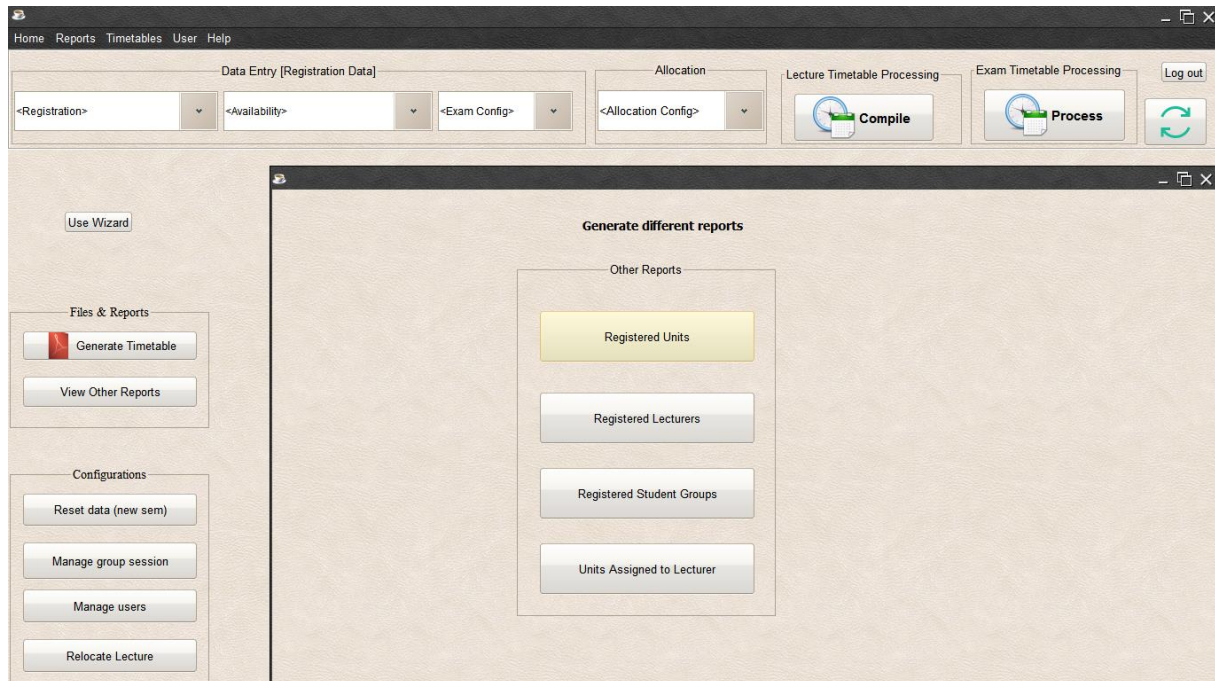 Home Reports Timetables User Help
Data Entry [Registration Data]
Allocation
Lecture Timetable Processing
Exam Timetable Processing
Log out
<Registration>
<Availability>
<Exam Config>
<Allocation Config>
Compile
Process
Use Wizard
Files & Reports
Generate Timetable
View Other Reports
Configurations
Reset data (new sem)
Manage group session
Manage users
Relocate Lecture
Generate different reports
Other Reports
Registered Units
Registered Lecturers
Registered Student Groups
Units Assigned to Lecturer